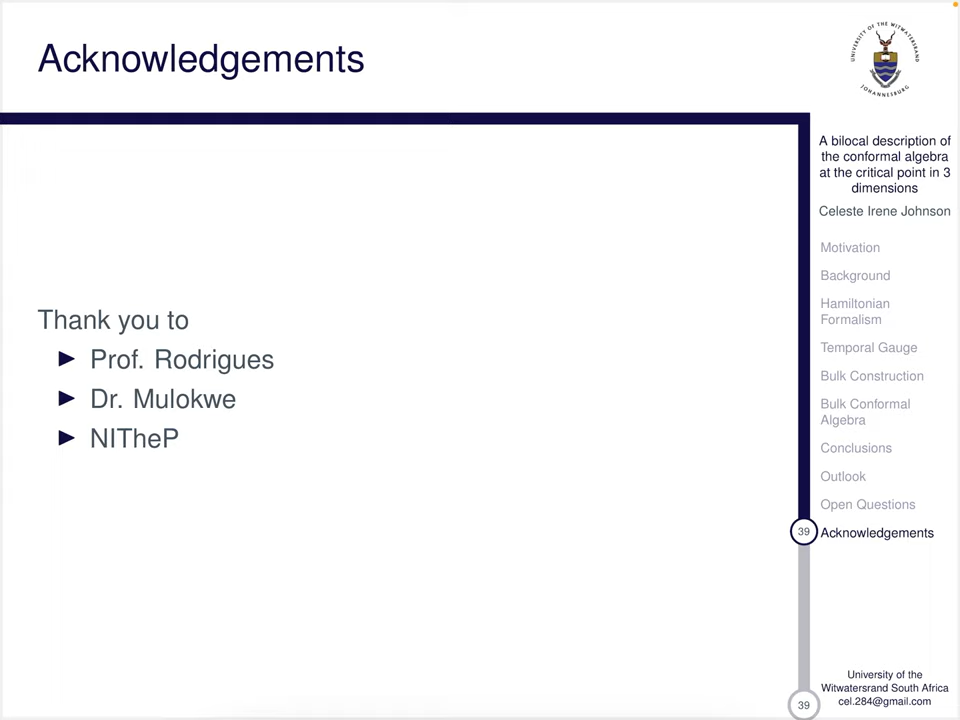 Acknowledgements
UNIVERSITY OF THE WITWATERSRAND
JOHANNESBURG
A bilocal description of
the conformal algebra
at the critical point in 3
dimensions
Celeste Irene Johnson
Motivation
Background
Hamiltonian
Formalism
Temporal Gauge
Bulk Construction
Bulk Conformal
Algebra
Conclusions
Outlook
Open Questions
39 Acknowledgements
Thank you to
► Prof. Rodrigues
► Dr. Mulokwe
► NITheP
University of the
Witwatersrand South Africa
cel.284@gmail.com
39